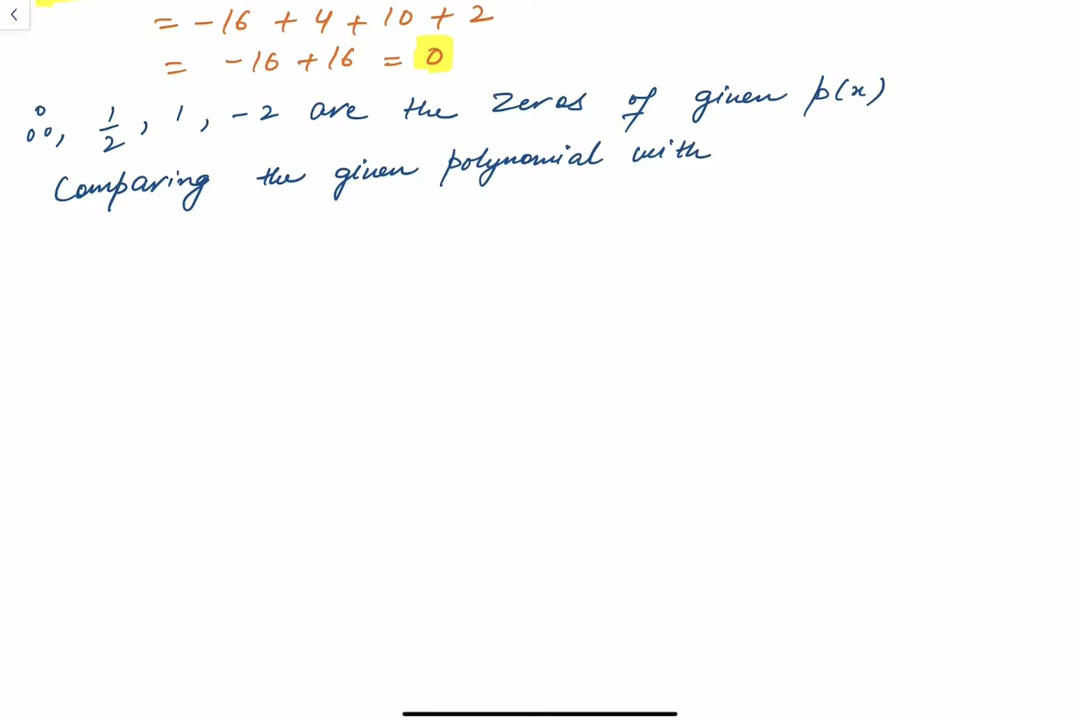 = -16 + 4 + 10 + 2
= -16 + 16 = 0
∴, 1/2, 1, -2 are the zeros of given p(x)
Comparing the given polynomial with